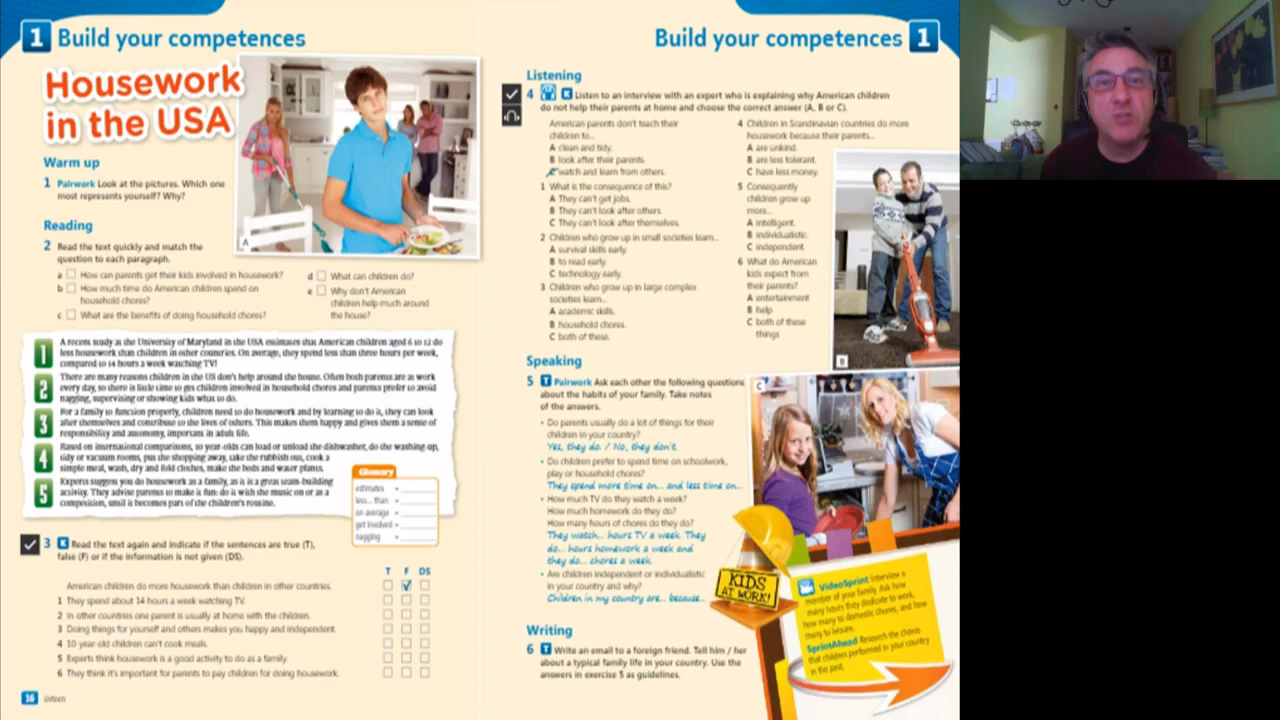 1 Build your competences
Housework
in the USA
Warm up
1 Pairwork Look at the pictures. Which one
most represents yourself? Why?
A
Reading
2 Read the text quickly and match the
question to each paragraph.
a How can parents get their kids involved in housework?
b How much time do American children spend on
household chores?
c What are the benefits of doing household chores?
d What can children do?
e Why don't American
children help much around
the house?
1 A recent study at the University of Maryland in the USA estimates that American children aged 6 to 12 do
less housework than children in other countries. On average, they spend less than three hours per week,
compared to 14 hours a week watching TV!
2 There are many reasons children in the US don't help around the house. Often both parents are at work
every day, so there is little time to get children involved in household chores and parents prefer to avoid
nagging, supervising or showing kids what to do.
3 For a family to function properly, children need to do housework and by learning to do it, they can look
after themselves and contribute to the lives of others. This makes them happy and gives them a sense of
responsibility and autonomy, important in adult life.
4 Based on international comparisons, 10 year-olds can load or unload the dishwasher, do the washing-up,
tidy or vacuum rooms, put the shopping away, take the rubbish out, cook a
simple meal, wash, dry and fold clothes, make the beds and water plants.
5 Experts suggest you do housework as a family, as it is a great team-building
activity. They advise parents to make it fun: do it with the music on or as a
competition, until it becomes part of the children's routine.
Glossary
estimates =
less... than =
on average =
get involved =
nagging =
3 K Read the text again and indicate if the sentences are true (T),
false (F) or if the information is not given (DS).
T F DS
American children do more housework than children in other countries.
1 They spend about 14 hours a week watching TV.
2 In other countries one parent is usually at home with the children.
3 Doing things for yourself and others makes you happy and independent.
4 10 year old children can't cook meals.
5 Experts think housework is a good activity to do as a family.
6 They think it's important for parents to pay children for doing housework.
16 sixteen
Build your competences 1
Listening
4 K Listen to an interview with an expert who is explaining why American children
do not help their parents at home and choose the correct answer (A, B or C).
American parents don't teach their
children to...
A clean and tidy.
B look after their parents.
C watch and learn from others.
1 What is the consequence of this?
A They can't get jobs.
B They can't look after others.
C They can't look after themselves.
2 Children who grow up in small societies learn...
A survival skills early.
B to read early.
C technology early.
3 Children who grow up in large complex
societies learn...
A academic skills.
B household chores.
C both of these.
4 Children in Scandinavian countries do more
housework because their parents...
A are unkind.
B are less tolerant.
C have less money.
5 Consequently
children grow up
more...
A intelligent.
B individualistic.
C independent.
6 What do American
kids expect from
their parents?
A entertainment
B help
C both of these
things
B
Speaking
5 T Pairwork Ask each other the following questions
about the habits of your family. Take notes
of the answers.
• Do parents usually do a lot of things for their
children in your country?
Yes, they do. / No, they don't.
• Do children prefer to spend time on schoolwork,
play or household chores?
They spend more time on... and less time on...
• How much TV do they watch a week?
How much homework do they do?
How many hours of chores do they do?
They watch... hours TV a week. They
do... hours homework a week and
they do... chores a week.
• Are children independent or individualistic
in your country and why?
Children in my country are... because...
C
KIDS
AT WORK!
VideoSprint Interview a
member of your family. Ask how
many hours they dedicate to work,
how many to domestic chores, and how
many to leisure.
SprintAhead Research the chores
that children performed in your country
in the past.
Writing
6 T Write an email to a foreign friend. Tell him / her
about a typical family life in your country. Use the
answers in exercise 5 as guidelines.